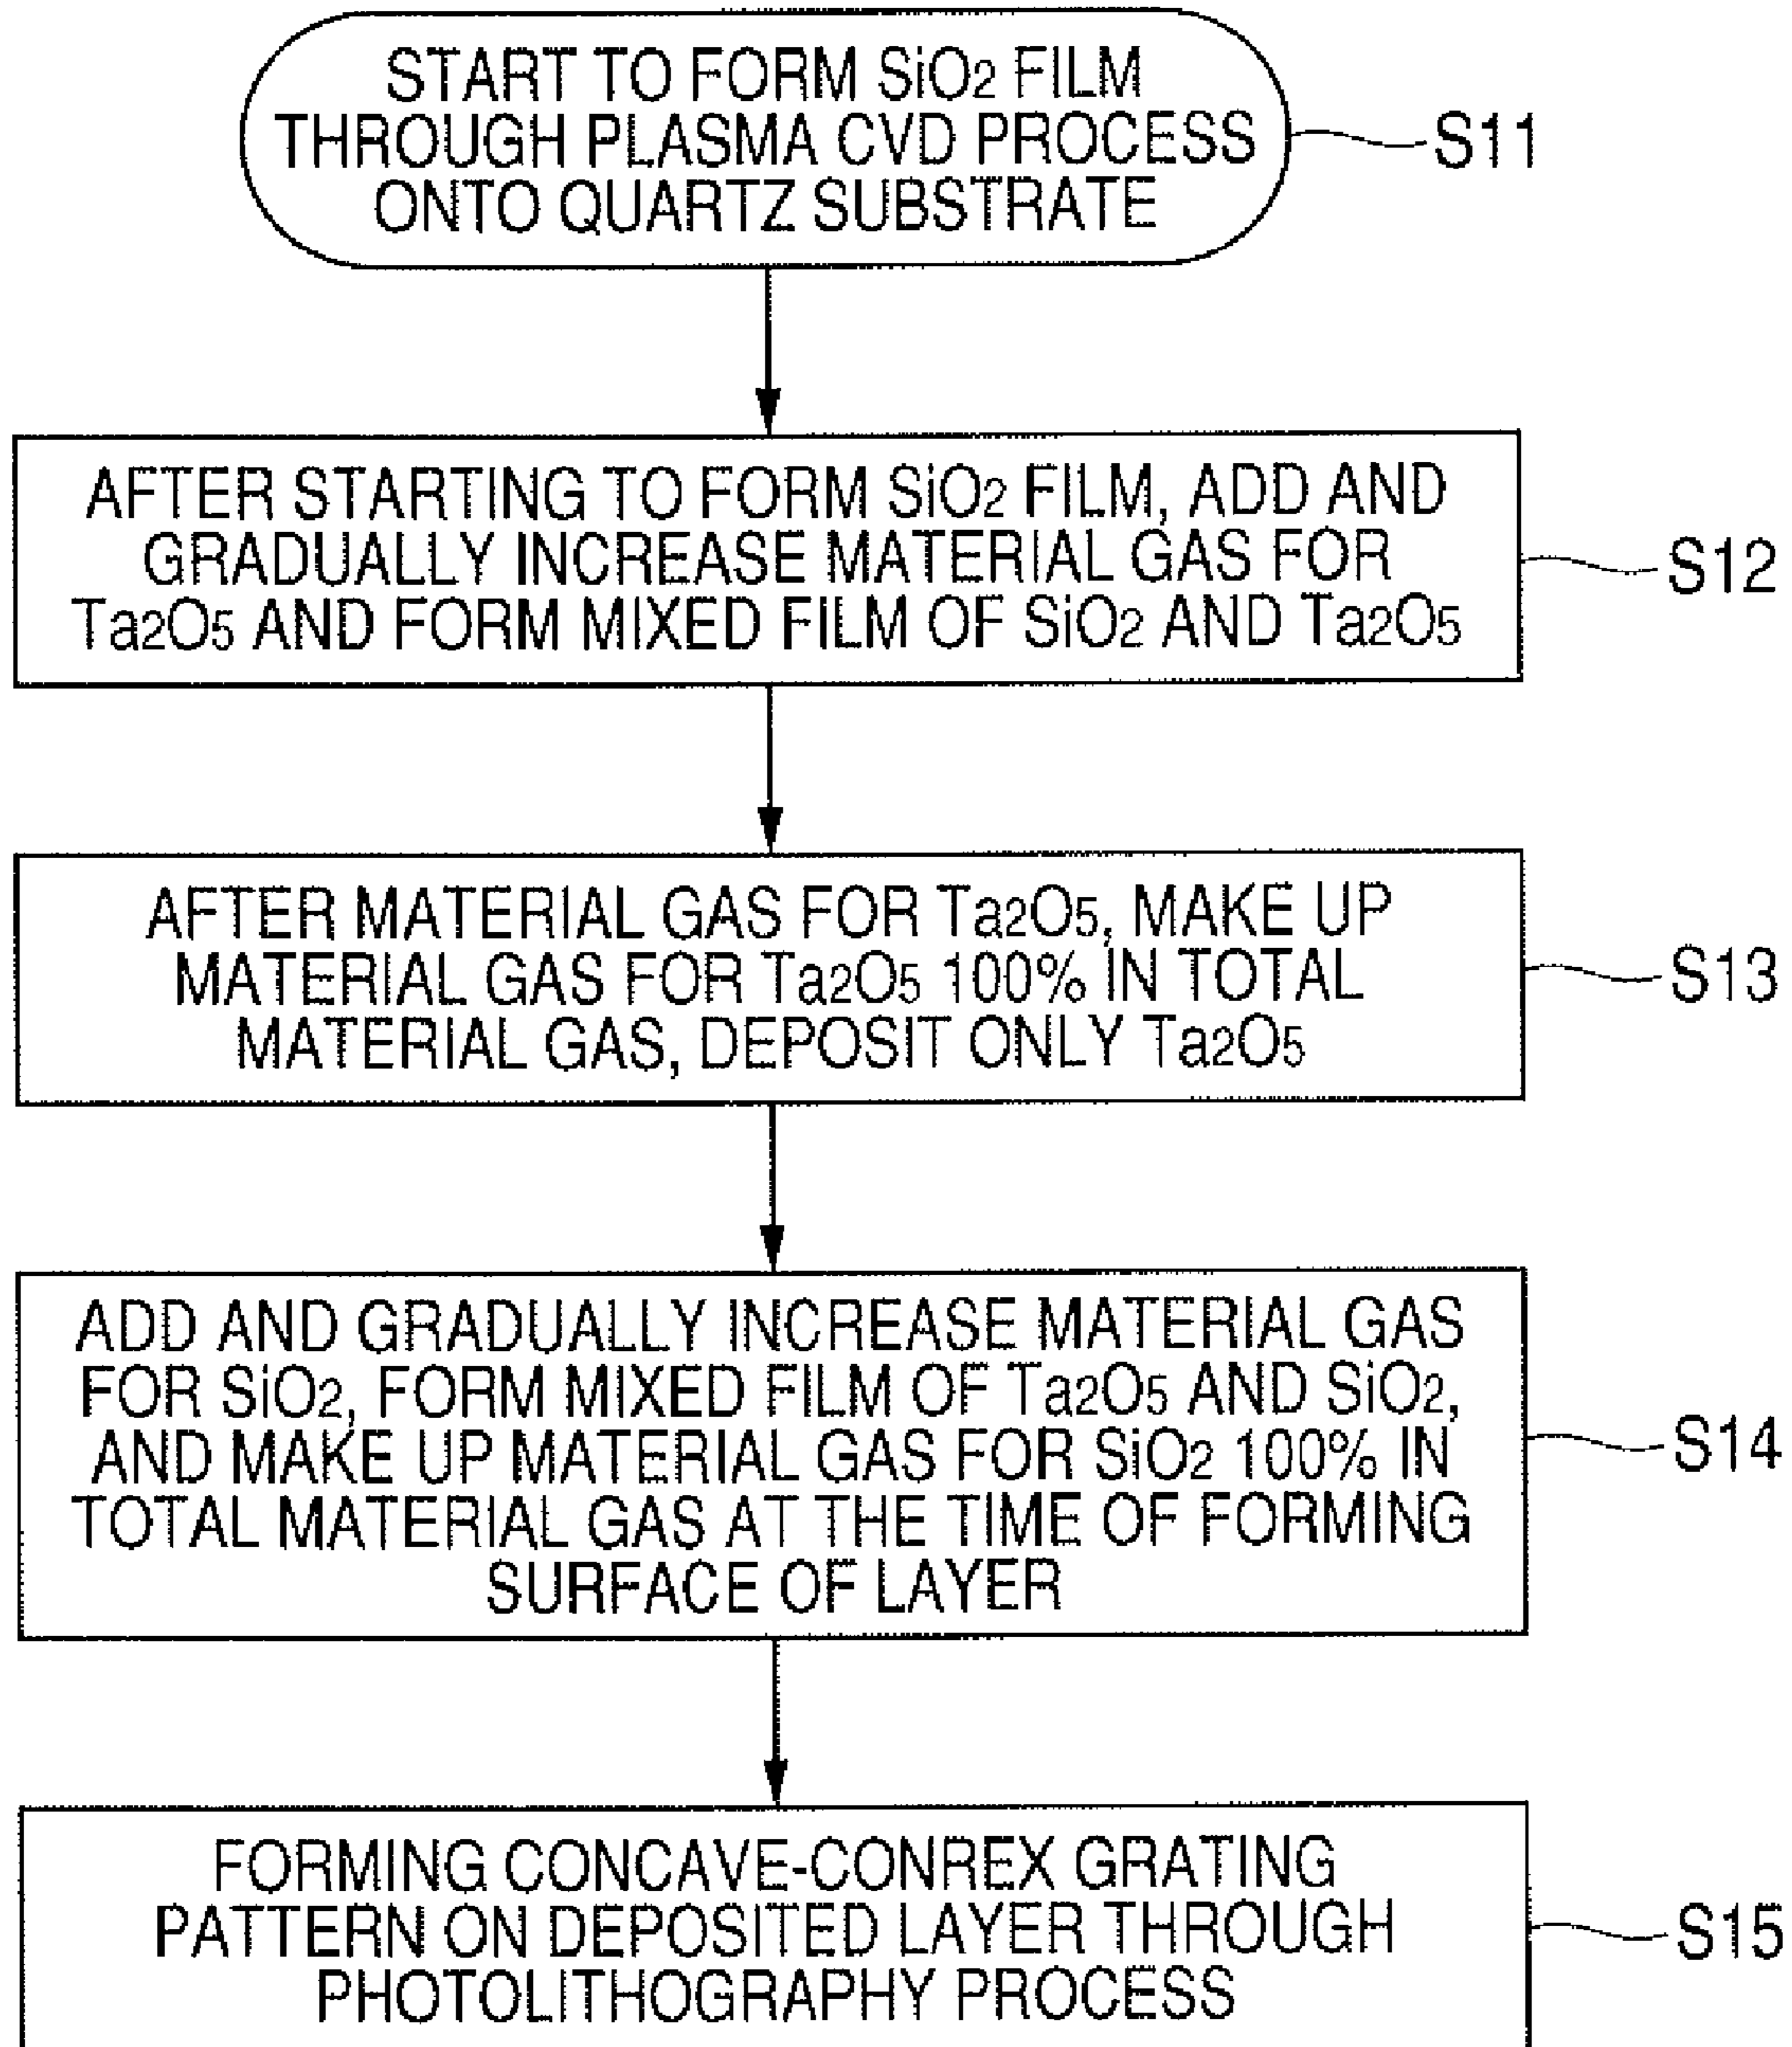 START TO FORM SiO2 FILM
THROUGH PLASMA CVD PROCESS
ONTO QUARTZ SUBSTRATE
S11
AFTER STARTING TO FORM SiO2 FILM, ADD AND
GRADUALLY INCREASE MATERIAL GAS FOR
Ta2O5 AND FORM MIXED FILM OF SiO2 AND Ta2O5
S12
AFTER MATERIAL GAS FOR Ta2O5, MAKE UP
MATERIAL GAS FOR Ta2O5 100% IN TOTAL
MATERIAL GAS, DEPOSIT ONLY Ta2O5
S13
ADD AND GRADUALLY INCREASE MATERIAL GAS
FOR SiO2, FORM MIXED FILM OF Ta2O5 AND SiO2,
AND MAKE UP MATERIAL GAS FOR SiO2 100% IN
TOTAL MATERIAL GAS AT THE TIME OF FORMING
SURFACE OF LAYER
S14
FORMING CONCAVE-CONREX GRATING
PATTERN ON DEPOSITED LAYER THROUGH
PHOTOLITHOGRAPHY PROCESS
S15